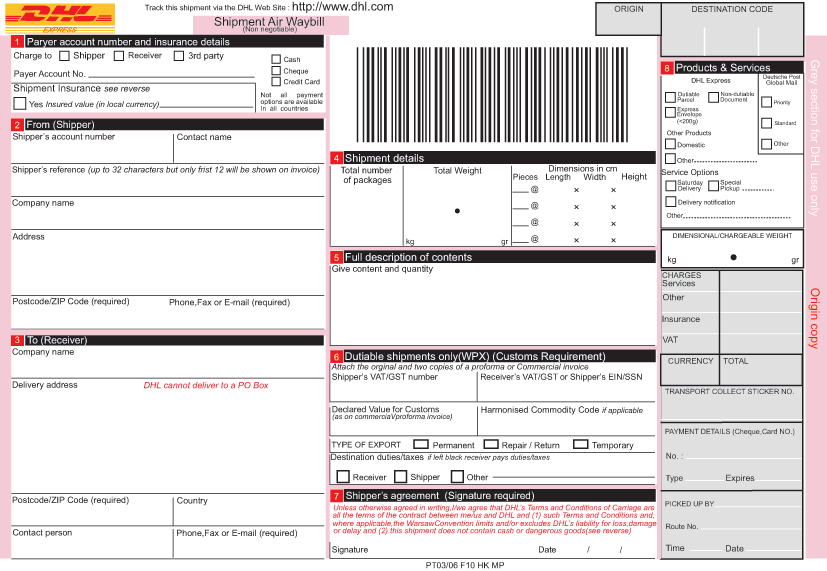 DHL
EXPRESS
Track this shipment via the DHL Web Site : http://www.dhl.com
Shipment Air Waybill
(Non negotiable)
ORIGIN
DESTINATION CODE
1 Payer account number and insurance details
Charge to Shipper Receiver 3rd party
Cash
Cheque
Credit Card
Payer Account No.
Not all payment
options are available
in all countries
Shipment Insurance see reverse
Yes Insured value (in local currency)
2 From (Shipper)
Shipper's account number Contact name
Shipper's reference (up to 32 characters but only frist 12 will be shown on invoice)
Company name
Address
Postcode/ZIP Code (required) Phone,Fax or E-mail (required)
3 To (Receiver)
Company name
Delivery address DHL cannot deliver to a PO Box
Postcode/ZIP Code (required) Country
Contact person Phone,Fax or E-mail (required)
4 Shipment details
Total number
of packages
Total Weight
kg gr
Dimensions in cm
Pieces Length Width Height
@ × ×
@ × ×
@ × ×
@ × ×
5 Full description of contents
Give content and quantity
6 Dutiable shipments only(WPX) (Customs Requirement)
Attach the orginal and two copies of a proforma or Commercial invoice
Shipper's VAT/GST number Receiver's VAT/GST or Shipper's EIN/SSN
Declared Value for Customs
(as on commercial/proforma invoice)
Harmonised Commodity Code if applicable
TYPE OF EXPORT Permanent Repair / Return Temporary
Destination duties/taxes if left black receiver pays duties/taxes
Receiver Shipper Other
7 Shipper's agreement (Signature required)
Unless otherwise agreed in writing,I/we agree that DHL's Terms and Conditions of Carriage are
all the terms of the contract between me/us and DHL and (1) such Terms and Conditions and,
where applicable,the WarsawConvention limits and/or excludes DHL's liability for loss,damage
or delay and (2) this shipment does not contain cash or dangerous goods(see reverse)
Signature Date / /
8 Products & Services
DHL Express
Deutsche Post
Global Mail
Dutiable
Parcel
Non-dutiable
Document
Express
Envelope
(<200g)
Priority
Standard
Other
Other Products
Domestic
Other
Service Options
Saturday
Delivery
Special
Pickup
Delivery notification
Other
DIMENSIONAL/CHARGEABLE WEIGHT
kg gr
CHARGES
Services
Other
Insurance
VAT
CURRENCY TOTAL
TRANSPORT COLLECT STICKER NO.
PAYMENT DETAILS (Cheque,Card NO.)
No. :
Type Expires
PICKED UP BY
Route No.
Time Date
Grey section for DHL use only
Origin copy
PT03/06 F10 HK MP